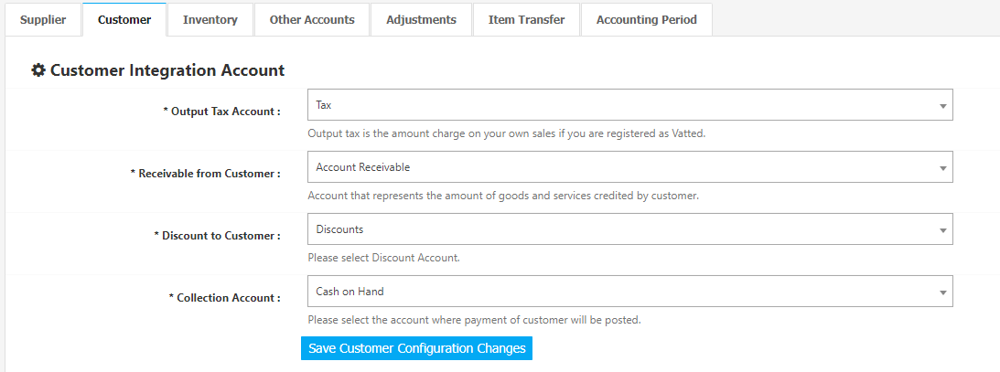 Supplier Customer Inventory Other Accounts Adjustments Item Transfer Accounting Period
Customer Integration Account
* Output Tax Account : Tax
Output tax is the amount charge on your own sales if you are registered as Vatted.
* Receivable from Customer : Account Receivable
Account that represents the amount of goods and services credited by customer.
* Discount to Customer : Discounts
Please select Discount Account.
* Collection Account : Cash on Hand
Please select the account where payment of customer will be posted.
Save Customer Configuration Changes